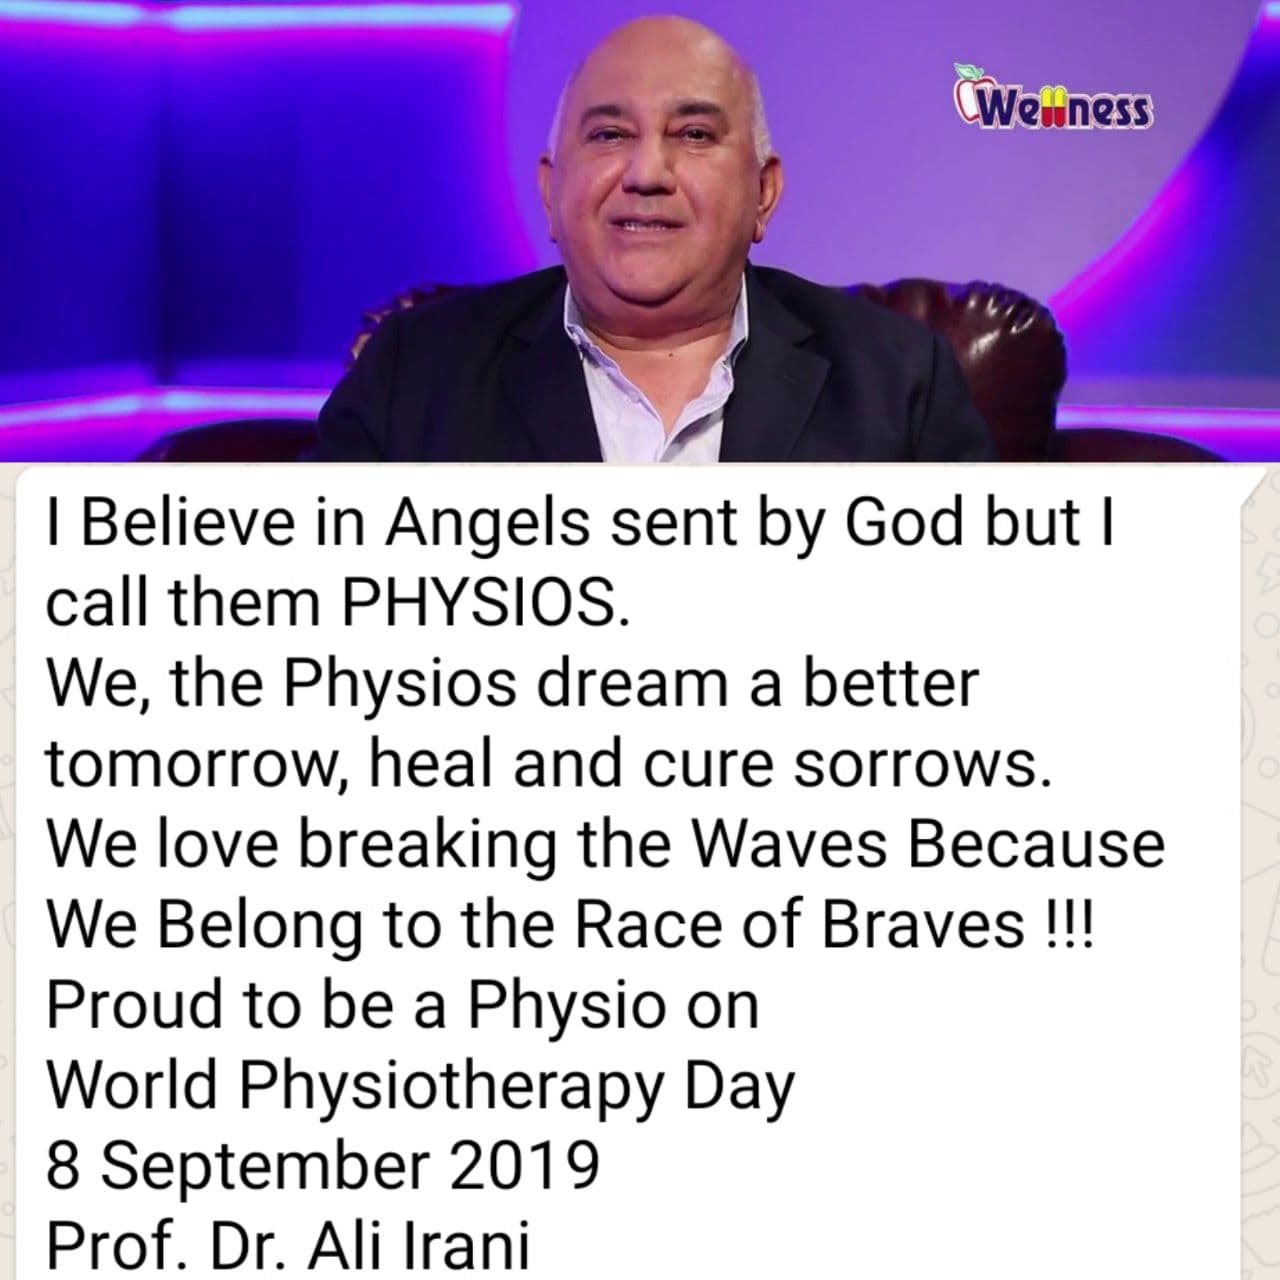 Wellness
I Believe in Angels sent by God but I
call them PHYSIOS.
We, the Physios dream a better
tomorrow, heal and cure sorrows.
We love breaking the Waves Because
We Belong to the Race of Braves !!!
Proud to be a Physio on
World Physiotherapy Day
8 September 2019
Prof. Dr. Ali Irani